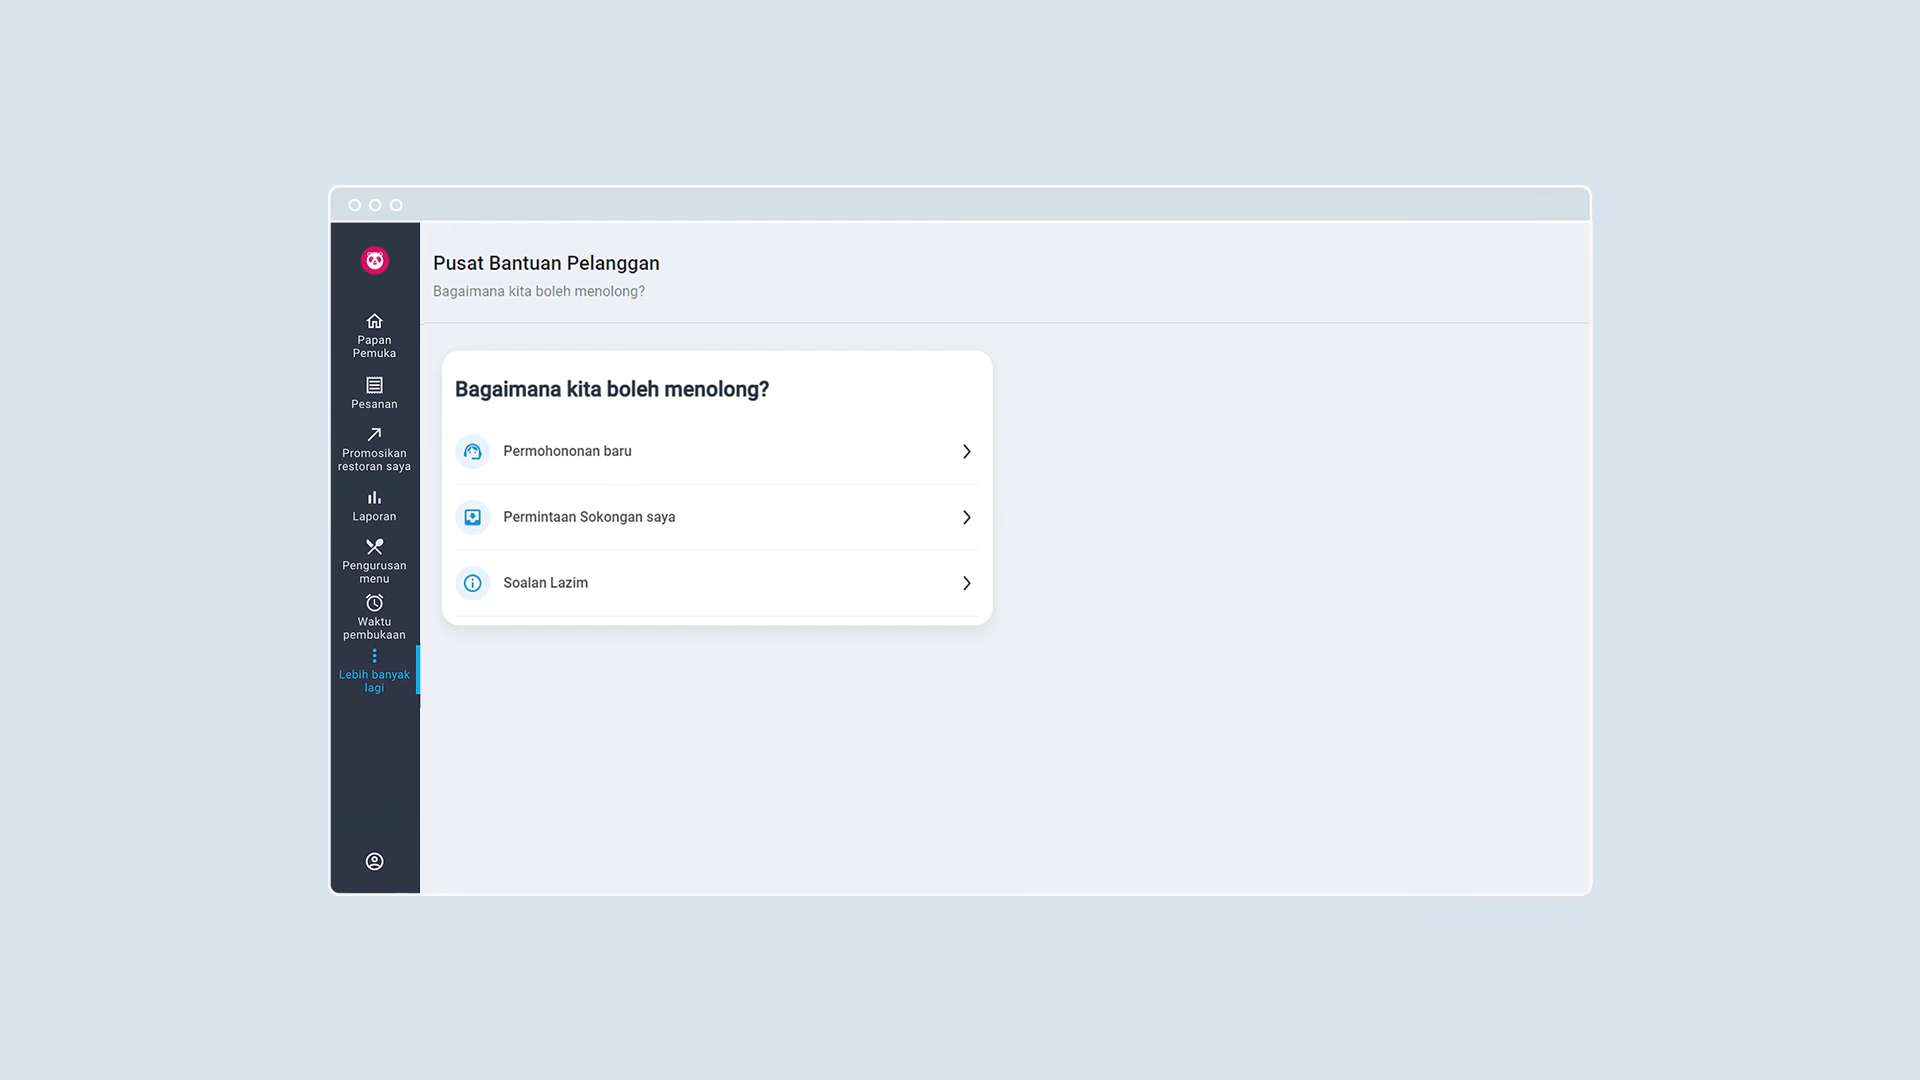 Pusat Bantuan Pelanggan
Bagaimana kita boleh menolong?
Papan
Pemuka
Pesanan
Promosikan
restoran saya
Laporan
Pengurusan
menu
Waktu
pembukaan
Lebih banyak
lagi
Bagaimana kita boleh menolong?
Permohononan baru
Permintaan Sokongan saya
Soalan Lazim